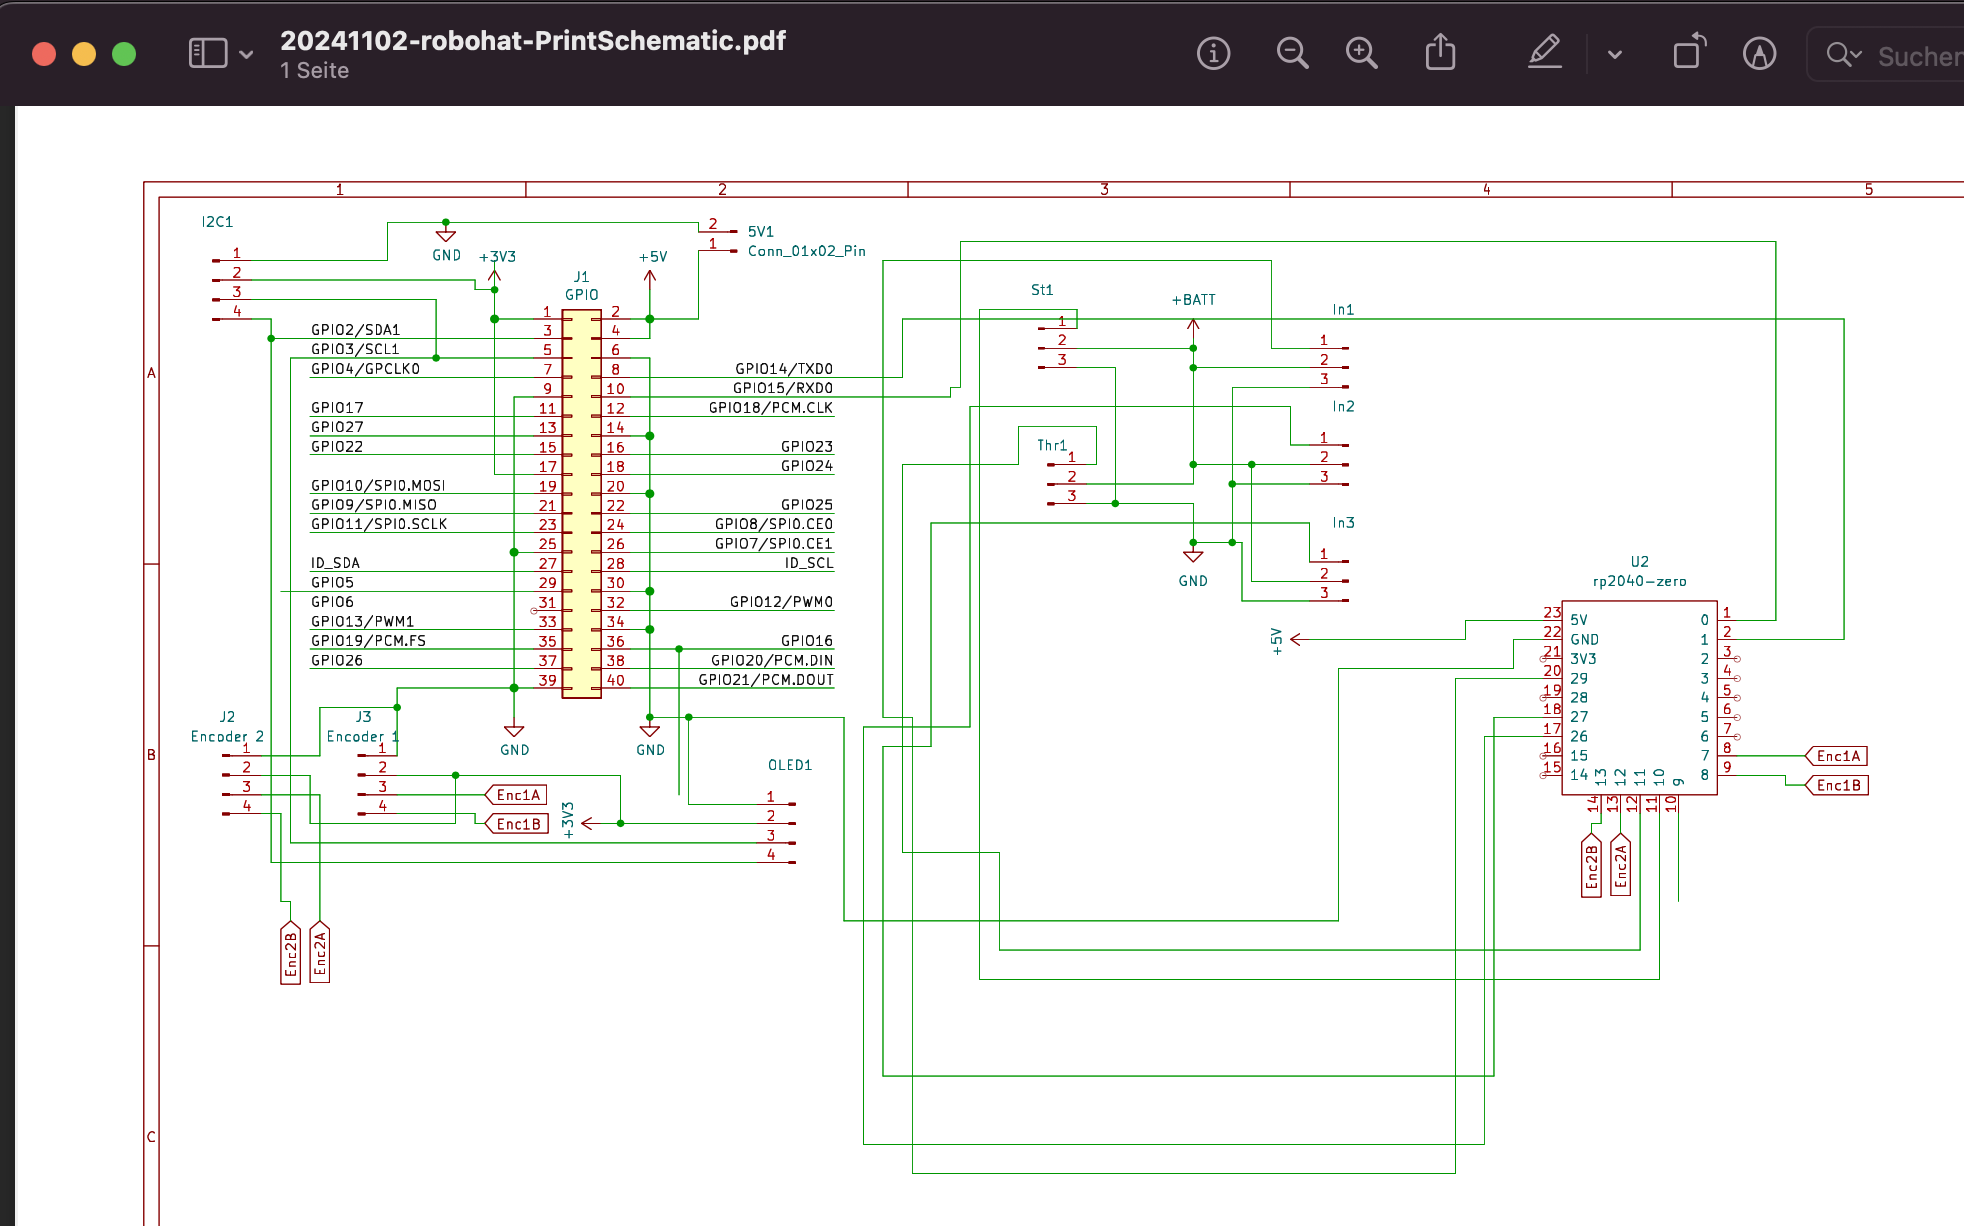 20241102-robohat-PrintSchematic.pdf
1 Seite
Suchen
1 2 3 4 5
A
B
C
I2C1
1
2
3
4
GND
+3V3
+5V
2 5V1
1 Conn_01x02_Pin
J1
GPIO
1 2
GPIO2/SDA1 3 4
GPIO3/SCL1 5 6
GPIO4/GPCLK0 7 8 GPIO14/TXD0
9 10 GPIO15/RXD0
GPIO17 11 12 GPIO18/PCM.CLK
GPIO27 13 14
GPIO22 15 16 GPIO23
17 18 GPIO24
GPIO10/SPI0.MOSI 19 20
GPIO9/SPI0.MISO 21 22 GPIO25
GPIO11/SPI0.SCLK 23 24 GPIO8/SPI0.CE0
25 26 GPIO7/SPI0.CE1
ID_SDA 27 28 ID_SCL
GPIO5 29 30
GPIO6 31 32 GPIO12/PWM0
GPIO13/PWM1 33 34
GPIO19/PCM.FS 35 36 GPIO16
GPIO26 37 38 GPIO20/PCM.DIN
39 40 GPIO21/PCM.DOUT
GND
GND
J2
Encoder 2
1
2
3
4
J3
Encoder 1
1
2
3
4
Enc1A
Enc1B
Enc2B
Enc2A
+3V3
OLED1
1
2
3
4
St1
1
2
3
+BATT
Thr1
1
2
3
GND
In1
1
2
3
In2
1
2
3
In3
1
2
3
+5V
U2
rp2040-zero
23 5V 0 1
22 GND 1 2
21 3V3 2 3
20 29 3 4
19 28 4 5
18 27 5 6
17 26 6 7
16 15 7 8
15 14 8 9
13 12 11 10 9
14 13 12 11 10
Enc1A
Enc1B
Enc2B
Enc2A